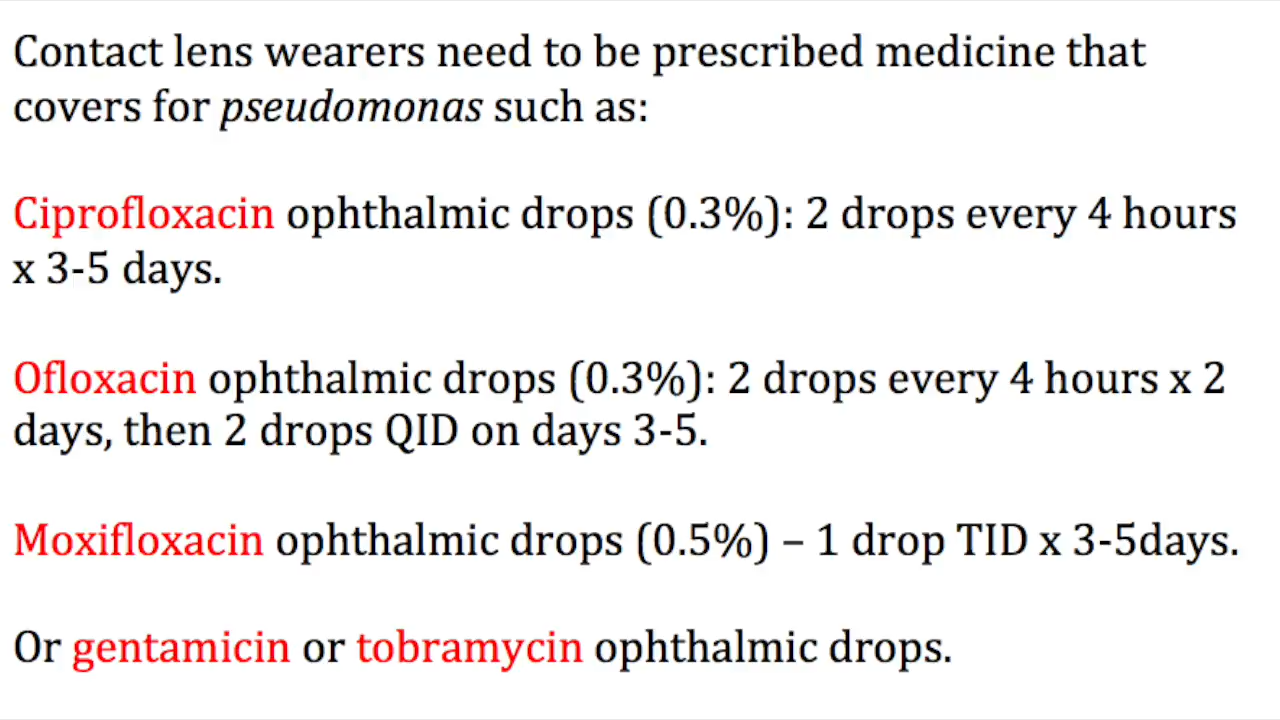 Contact lens wearers need to be prescribed medicine that
covers for pseudomonas such as:
Ciprofloxacin ophthalmic drops (0.3%): 2 drops every 4 hours
x 3-5 days.
Ofloxacin ophthalmic drops (0.3%): 2 drops every 4 hours x 2
days, then 2 drops QID on days 3-5.
Moxifloxacin ophthalmic drops (0.5%) – 1 drop TID x 3-5days.
Or gentamicin or tobramycin ophthalmic drops.